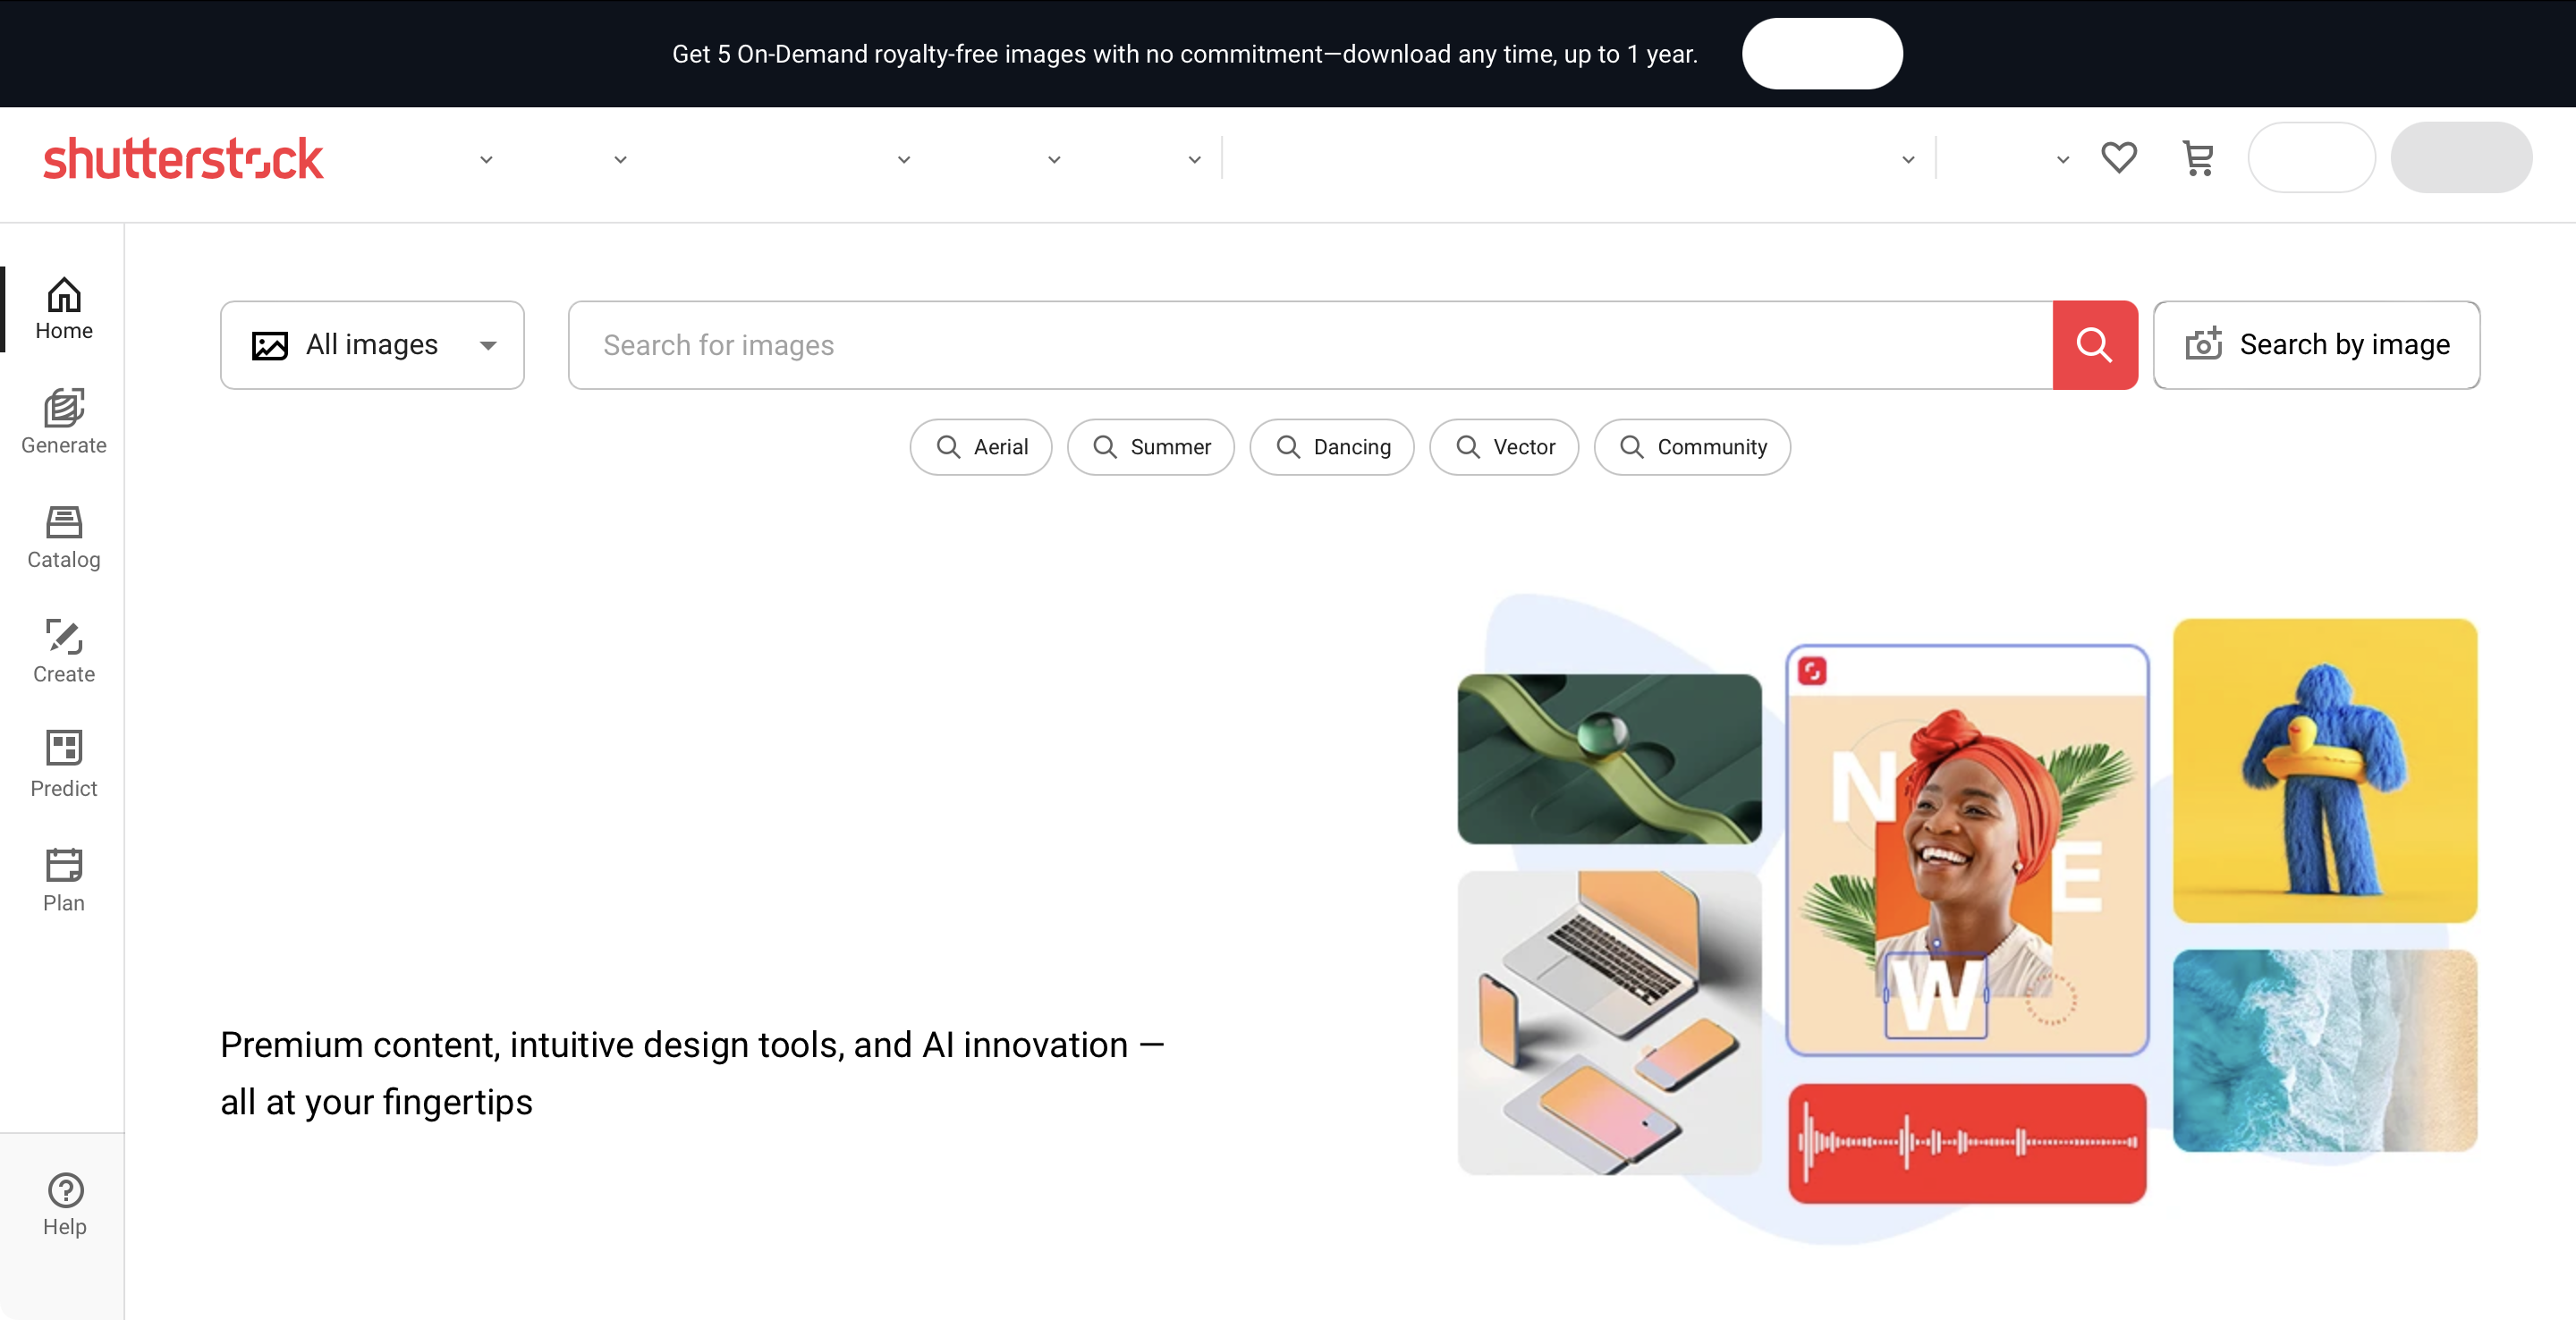 Get 5 On-Demand royalty-free images with no commitment—download any time, up to 1 year.
shutterstock
Home
Generate
Catalog
Create
Predict
Plan
Help
All images
Search for images
Search by image
Aerial
Summer
Dancing
Vector
Community
Premium content, intuitive design tools, and AI innovation —
all at your fingertips
N
E
W